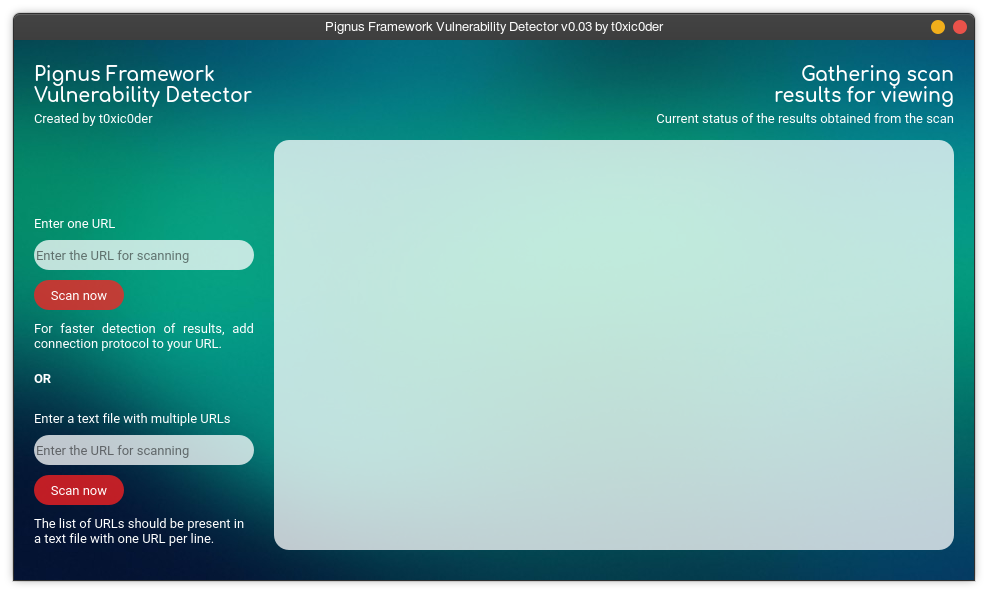 Pignus Framework Vulnerability Detector v0.03 by t0xic0der
Pignus Framework
Vulnerability Detector
Created by t0xic0der
Gathering scan
results for viewing
Current status of the results obtained from the scan
Enter one URL
Enter the URL for scanning
Scan now
For faster detection of results, add
connection protocol to your URL.
OR
Enter a text file with multiple URLs
Enter the URL for scanning
Scan now
The list of URLs should be present in
a text file with one URL per line.